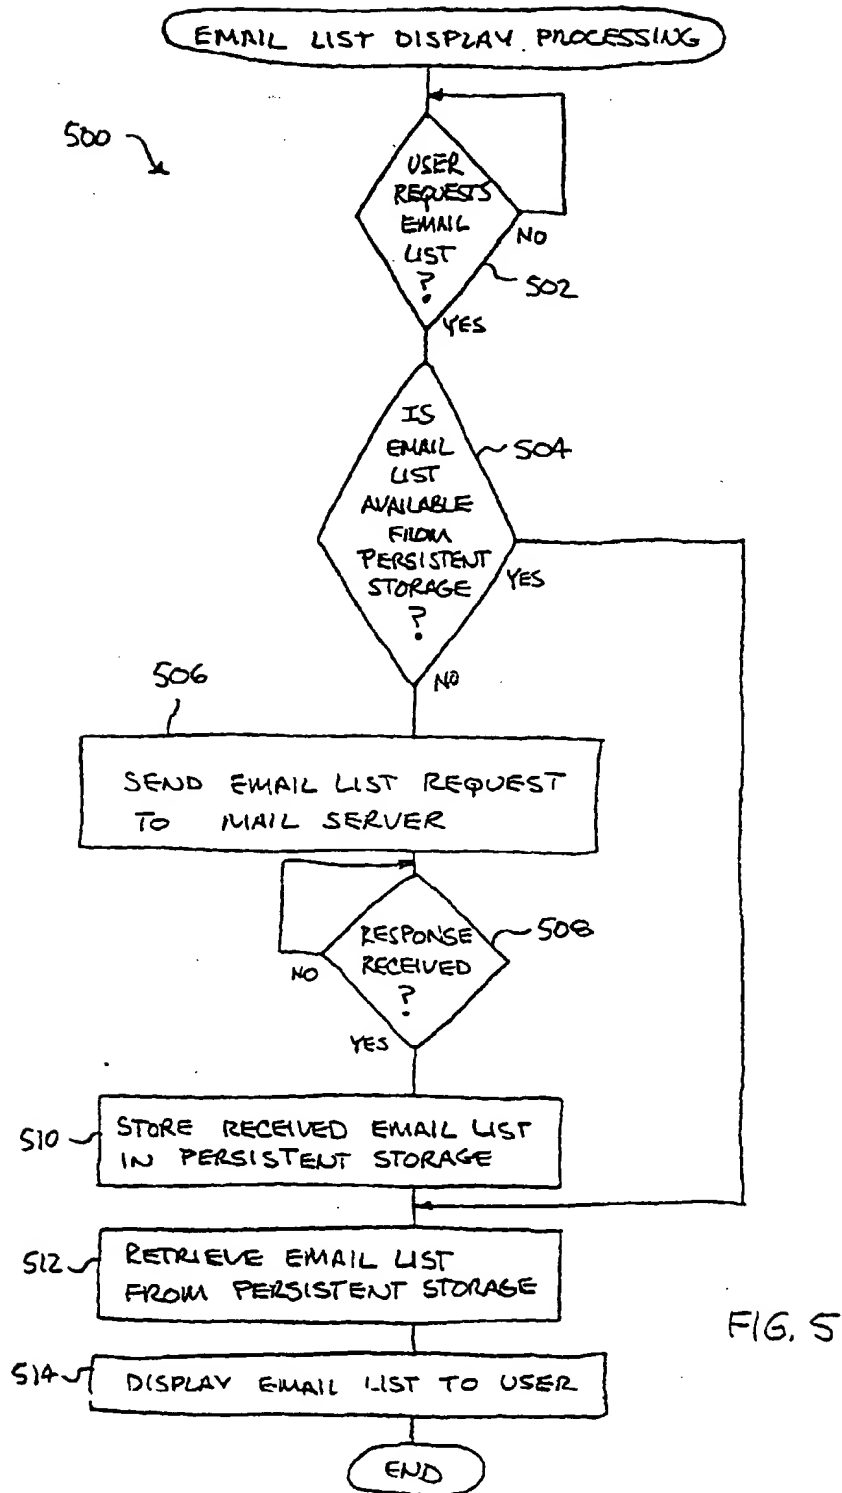 EMAIL LIST DISPLAY PROCESSING
500
USER
REQUESTS
EMAIL
LIST
?
NO
502
YES
IS
EMAIL
LIST
AVAILABLE
FROM
PERSISTENT
STORAGE
?
504
YES
NO
506
SEND EMAIL LIST REQUEST
TO MAIL SERVER
RESPONSE
RECEIVED
?
508
NO
YES
510
STORE RECEIVED EMAIL LIST
IN PERSISTENT STORAGE
512
RETRIEVE EMAIL LIST
FROM PERSISTENT STORAGE
FIG. 5
514
DISPLAY EMAIL LIST TO USER
END